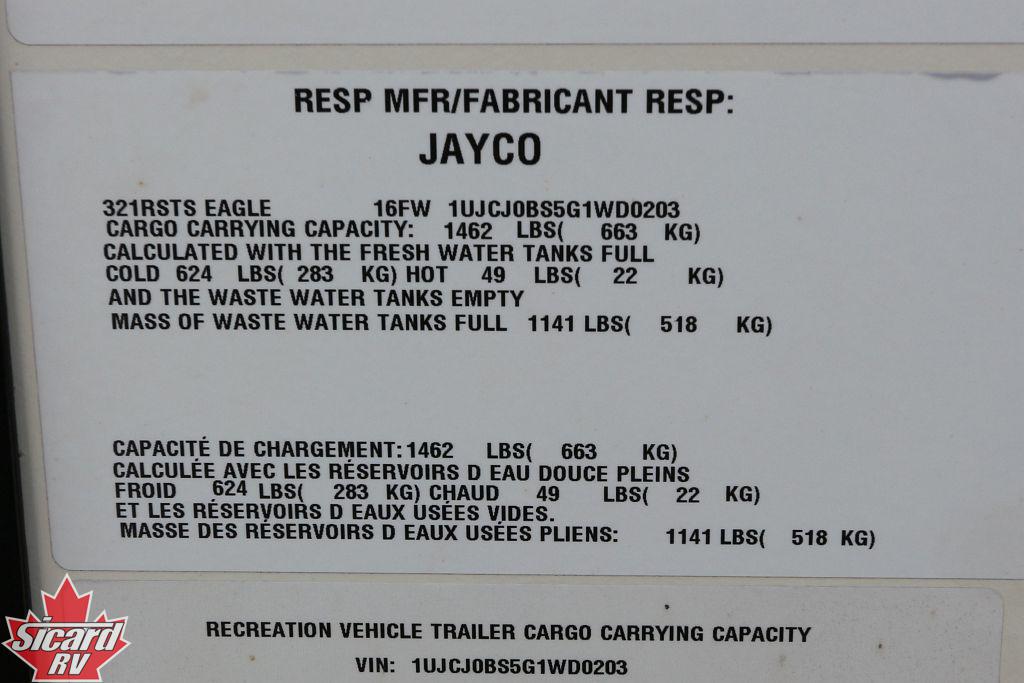 RESP MFR/FABRICANT RESP:
JAYCO
321RSTS EAGLE 16FW 1UJCJ0BS5G1WD0203
CARGO CARRYING CAPACITY: 1462 LBS( 663 KG)
CALCULATED WITH THE FRESH WATER TANKS FULL
COLD 624 LBS( 283 KG) HOT 49 LBS( 22 KG)
AND THE WASTE WATER TANKS EMPTY
MASS OF WASTE WATER TANKS FULL 1141 LBS( 518 KG)
CAPACITÉ DE CHARGEMENT: 1462 LBS( 663 KG)
CALCULÉE AVEC LES RÉSERVOIRS D EAU DOUCE PLEINS
FROID 624 LBS( 283 KG) CHAUD 49 LBS( 22 KG)
ET LES RÉSERVOIRS D EAUX USÉES VIDES.
MASSE DES RÉSERVOIRS D EAUX USÉES PLIENS: 1141 LBS( 518 KG)
RECREATION VEHICLE TRAILER CARGO CARRYING CAPACITY
VIN: 1UJCJ0BS5G1WD0203
Sicard
RV